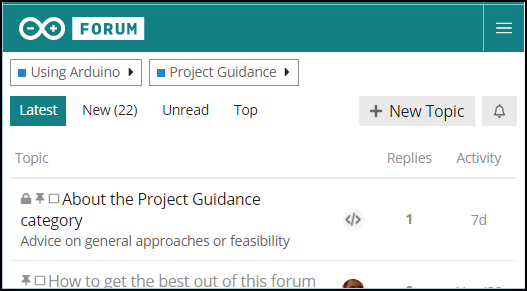 FORUM
Using Arduino Project Guidance
Latest New (22) Unread Top + New Topic
Topic Replies Activity
About the Project Guidance 1 7d
category
Advice on general approaches or feasibility
How to get the best out of this forum